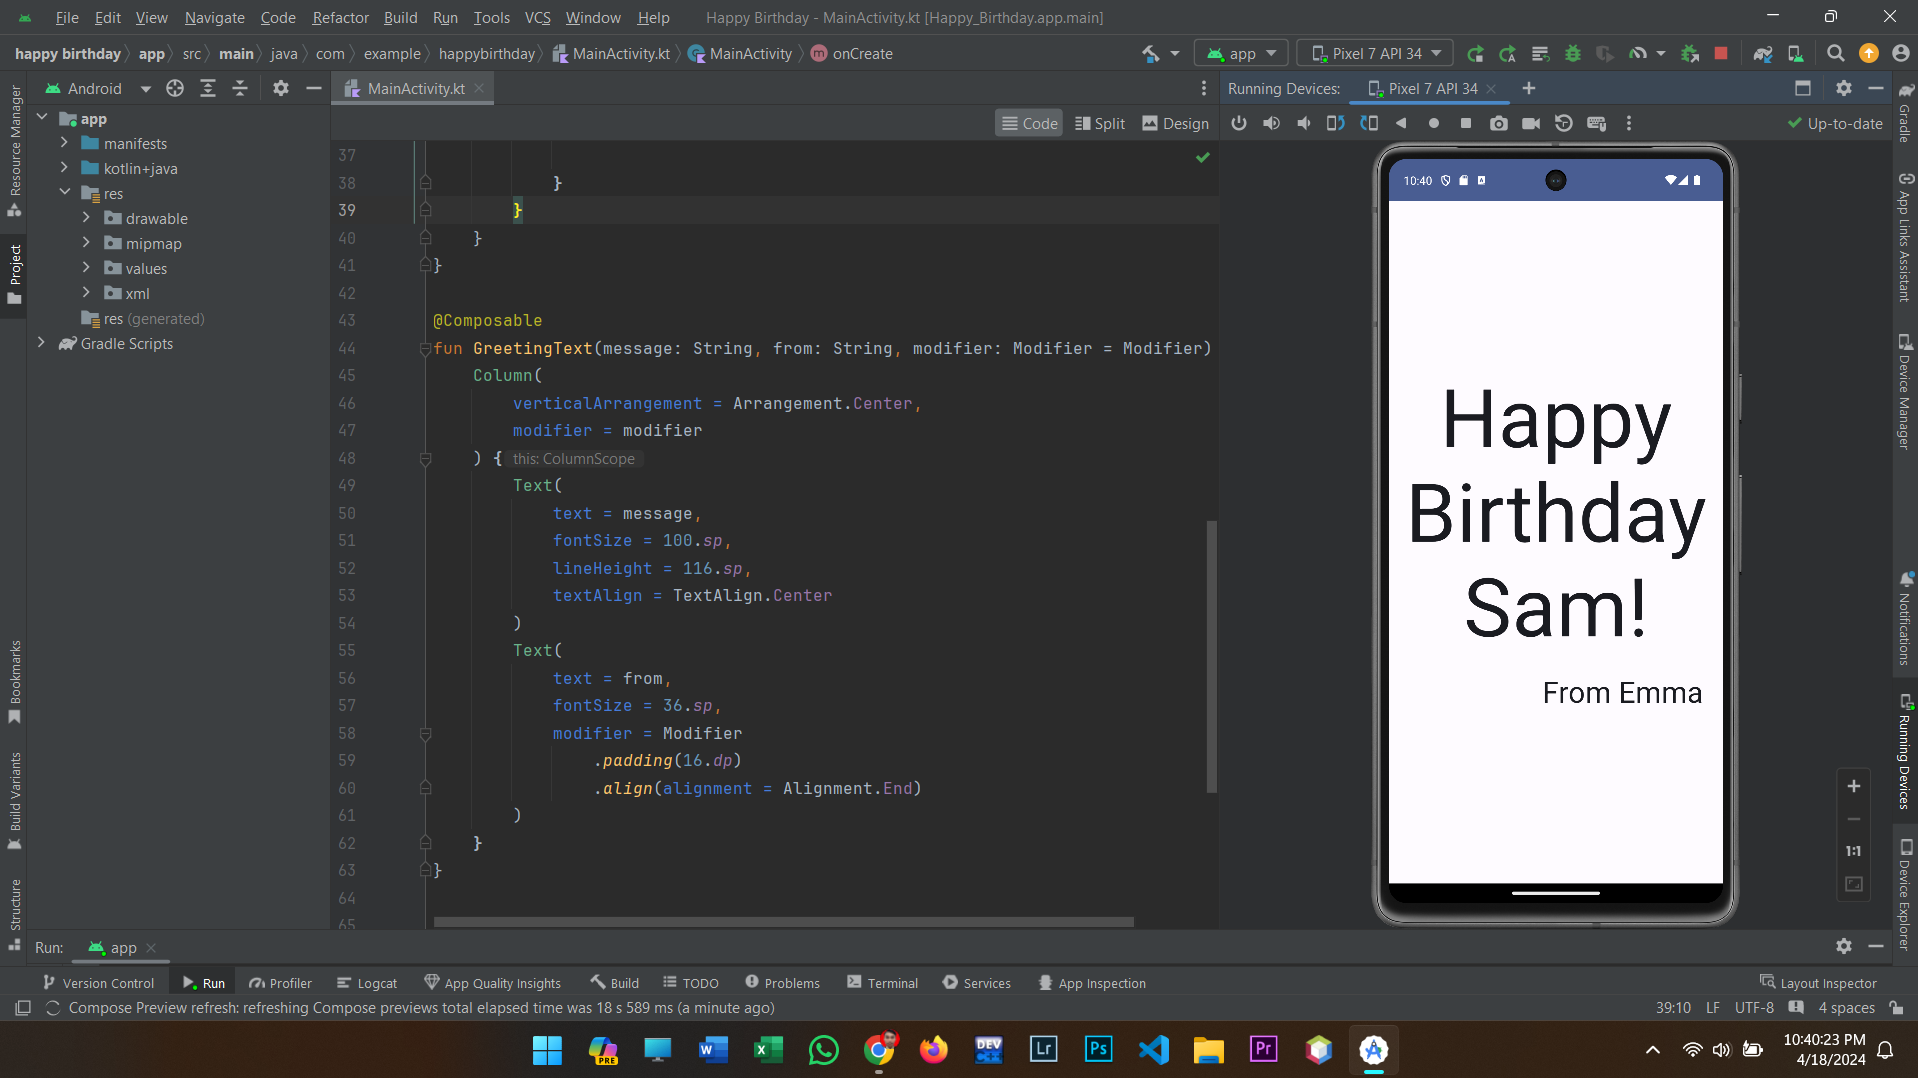 File Edit View Navigate Code Refactor Build Run Tools VCS Window Help Happy Birthday - MainActivity.kt [Happy_Birthday.app.main]
happy birthday app src main java com example happybirthday MainActivity.kt MainActivity m onCreate app Pixel 7 API 34
Android MainActivity.kt Running Devices: Pixel 7 API 34
Code Split Design Up-to-date
Resource Manager
Project
Bookmarks
Build Variants
Structure
app
manifests
kotlin+java
res
drawable
mipmap
values
xml
res (generated)
Gradle Scripts
37
38 }
39 }
40 }
41 }
42
43 @Composable
44 fun GreetingText(message: String, from: String, modifier: Modifier = Modifier)
45 Column(
46 verticalArrangement = Arrangement.Center,
47 modifier = modifier
48 ) { this: ColumnScope
49 Text(
50 text = message,
51 fontSize = 100.sp,
52 lineHeight = 116.sp,
53 textAlign = TextAlign.Center
54 )
55 Text(
56 text = from,
57 fontSize = 36.sp,
58 modifier = Modifier
59 .padding(16.dp)
60 .align(alignment = Alignment.End)
61 )
62 }
63 }
64
65
10:40
Happy
Birthday
Sam!
From Emma
1:1
Gradle
App Links Assistant
Device Manager
Notifications
Running Devices
Device Explorer
Run: app
Version Control Run Profiler Logcat App Quality Insights Build TODO Problems Terminal Services App Inspection Layout Inspector
Compose Preview refresh: refreshing Compose previews total elapsed time was 18 s 589 ms (a minute ago) 39:10 LF UTF-8 4 spaces
PRE W X DEV C++ Lr Ps Pr
10:40:23 PM
4/18/2024